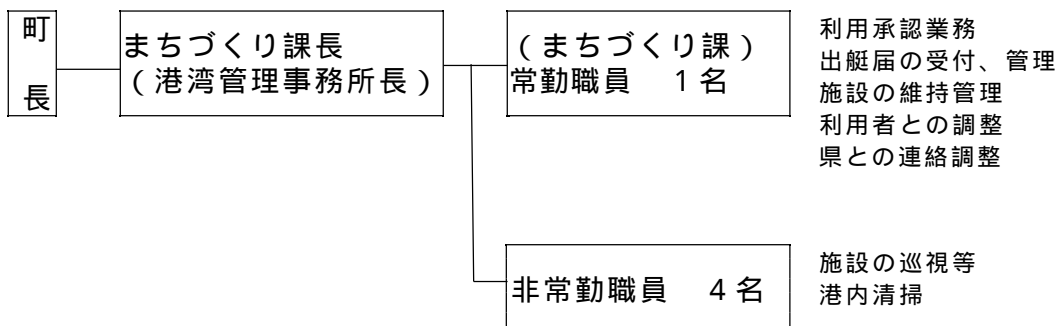 町
長
まちづくり課長
（港湾管理事務所長）
（まちづくり課）
常勤職員　１名
利用承認業務
出艇届の受付、管理
施設の維持管理
利用者との調整
県との連絡調整
非常勤職員　４名
施設の巡視等
港内清掃